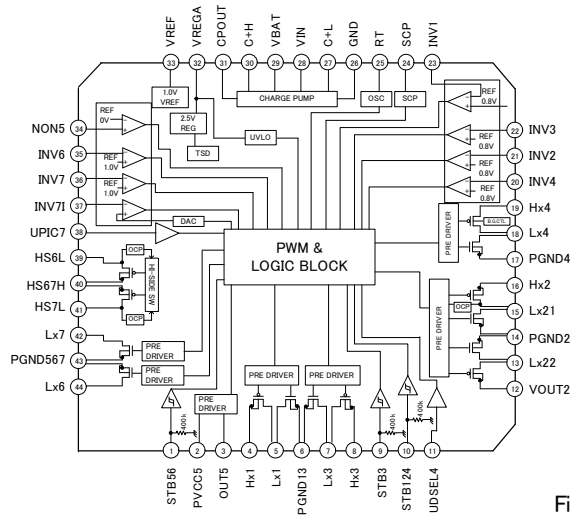 VREF
VREGA
CPOUT
C+H
VBAT
VIN
C+L
GND
RT
SCP
INV1
33
32
31
30
29
28
27
26
25
24
23
1.0V
VREF
CHARGE PUMP
OSC
SCP
REF
0.8V
REF
0V
2.5V
REG
UVLO
TSD
NON5
34
INV6
35
REF
1.0V
INV7
36
REF
1.0V
INV7I
37
DAC
UPIC7
38
HS6L
39
OCP
HS67H
40
HI-SIDE SW
HS7L
41
OCP
Lx7
42
PRE
DRIVER
PGND567
43
PRE
DRIVER
Lx6
44
PWM &
LOGIC BLOCK
22
INV3
REF
0.8V
21
INV2
REF
0.8V
20
INV4
REF
0.8V
19
Hx4
PRE DRIVER
B.G.CTL
18
Lx4
17
PGND4
16
Hx2
OCP
15
Lx21
PRE DRIVER
14
PGND2
13
Lx22
12
VOUT2
PRE DRIVER
PRE DRIVER
PRE
DRIVER
400k
400k
400k
1
2
3
4
5
6
7
8
9
10
11
STB56
PVCC5
OUT5
Hx1
Lx1
PGND13
Lx3
Hx3
STB3
STB124
UDSEL4
Fi